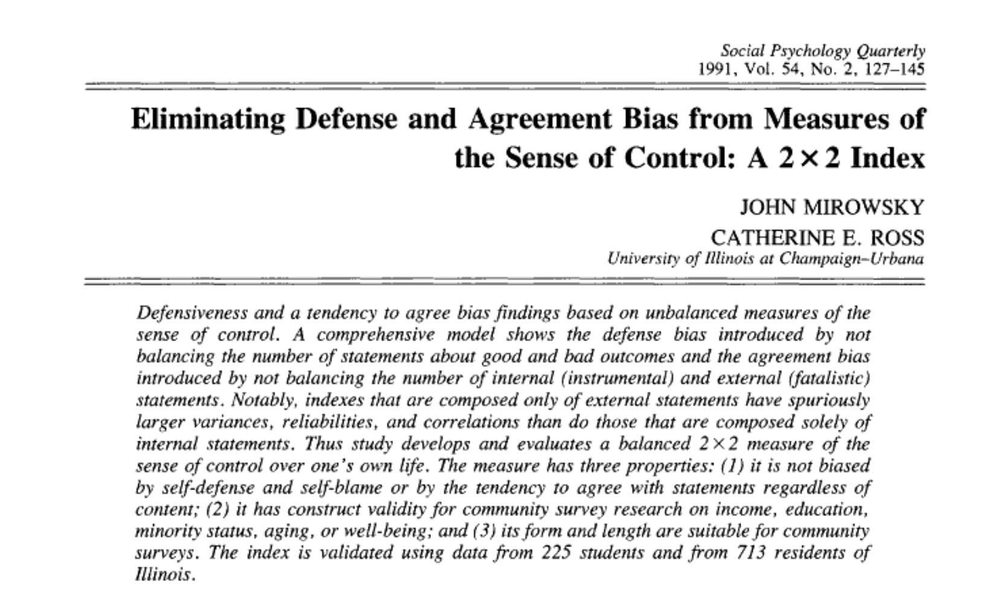 Social Psychology Quarterly
1991, Vol. 54, No. 2, 127–145
Eliminating Defense and Agreement Bias from Measures of
the Sense of Control: A 2×2 Index
JOHN MIROWSKY
CATHERINE E. ROSS
University of Illinois at Champaign–Urbana
Defensiveness and a tendency to agree bias findings based on unbalanced measures of the
sense of control. A comprehensive model shows the defense bias introduced by not
balancing the number of statements about good and bad outcomes and the agreement bias
introduced by not balancing the number of internal (instrumental) and external (fatalistic)
statements. Notably, indexes that are composed only of external statements have spuriously
larger variances, reliabilities, and correlations than do those that are composed solely of
internal statements. Thus study develops and evaluates a balanced 2×2 measure of the
sense of control over one's own life. The measure has three properties: (1) it is not biased
by self-defense and self-blame or by the tendency to agree with statements regardless of
content; (2) it has construct validity for community survey research on income, education,
minority status, aging, or well-being; and (3) its form and length are suitable for community
surveys. The index is validated using data from 225 students and from 713 residents of
Illinois.